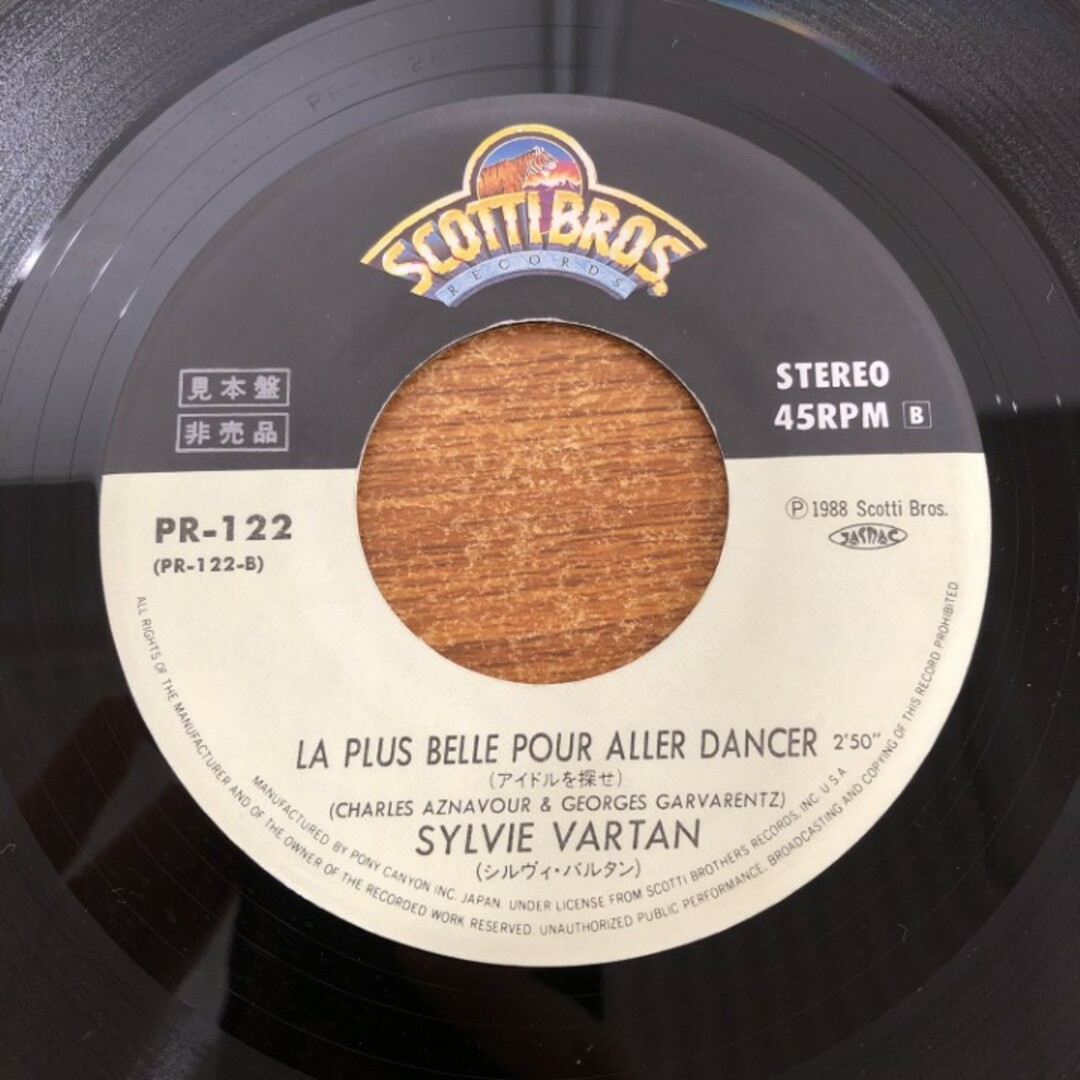 SCOTTI BROS.
RECORDS
見本盤
非売品
STEREO
45RPM B
PR-122
(PR-122-B)
Ⓟ1988 Scotti Bros.
JASRAC
LA PLUS BELLE POUR ALLER DANCER 2'50"
(アイドルを探せ)
(CHARLES AZNAVOUR & GEORGES GARVARENTZ)
SYLVIE VARTAN
(シルヴィ・バルタン)
MANUFACTURED BY PONY CANYON INC. JAPAN. UNDER LICENSE FROM SCOTTI BROTHERS RECORDS, INC. U.S.A
ALL RIGHTS OF THE MANUFACTURER AND OF THE OWNER OF THE RECORDED WORK RESERVED. UNAUTHORIZED PUBLIC PERFORMANCE. BROADCASTING AND COPYING OF THIS RECORD PROHIBITED